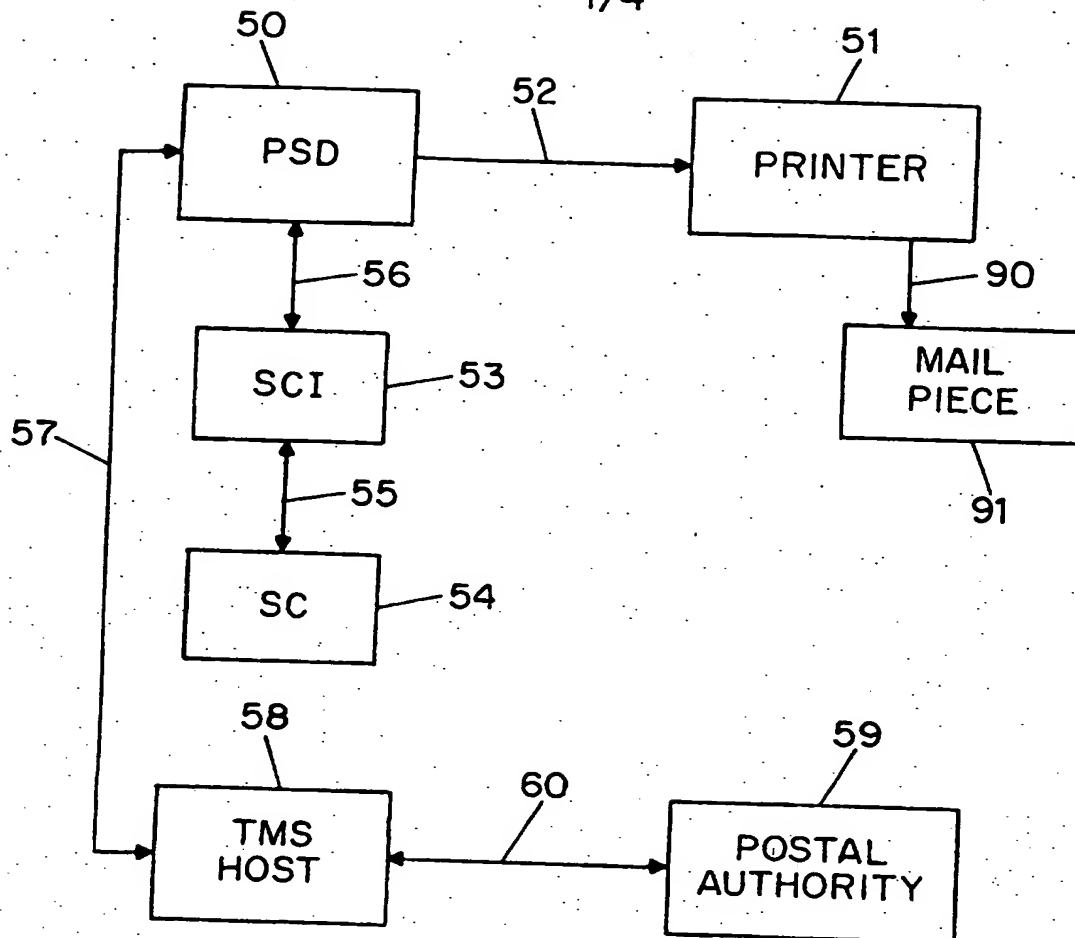 1/4
50
51
52
PSD
PRINTER
56
90
SCI
53
MAIL
PIECE
57
55
91
SC
54
58
59
60
TMS
HOST
POSTAL
AUTHORITY